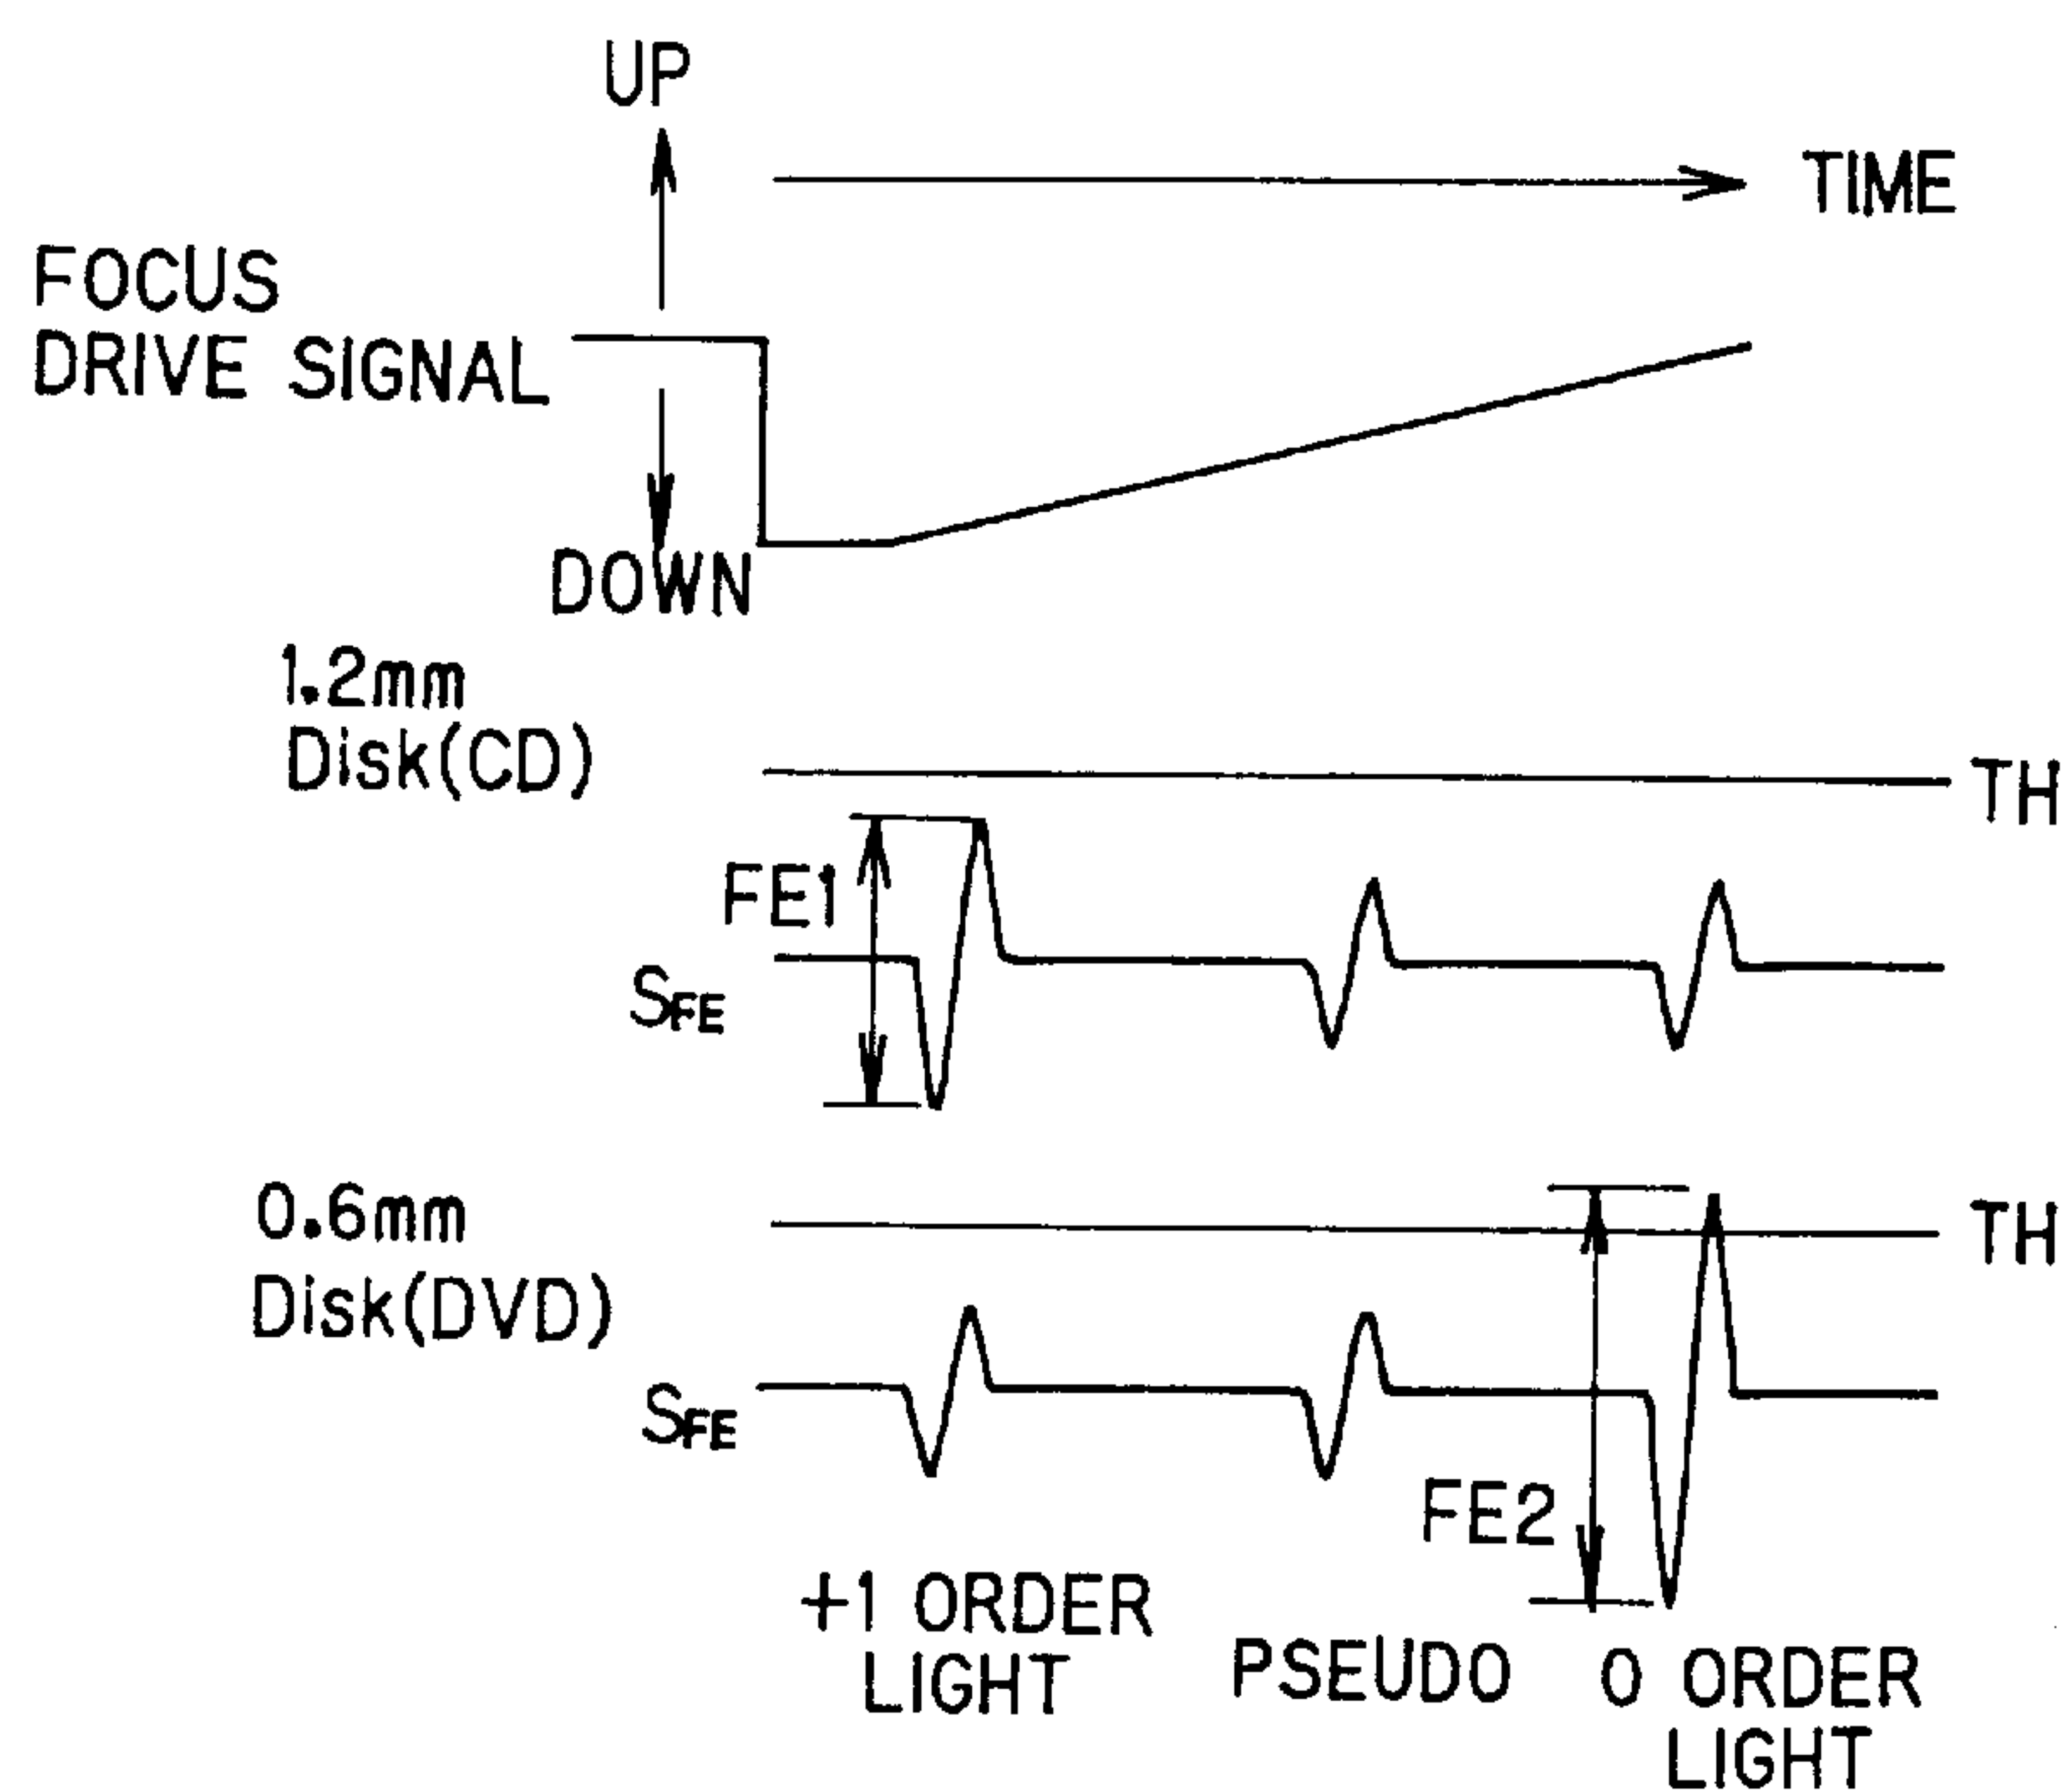 UP
TIME
FOCUS
DRIVE SIGNAL
DOWN
1.2mm
Disk(CD)
TH
FE1
SFE
0.6mm
Disk(DVD)
TH
SFE
FE2
+1 ORDER
LIGHT
PSEUDO
0 ORDER
LIGHT